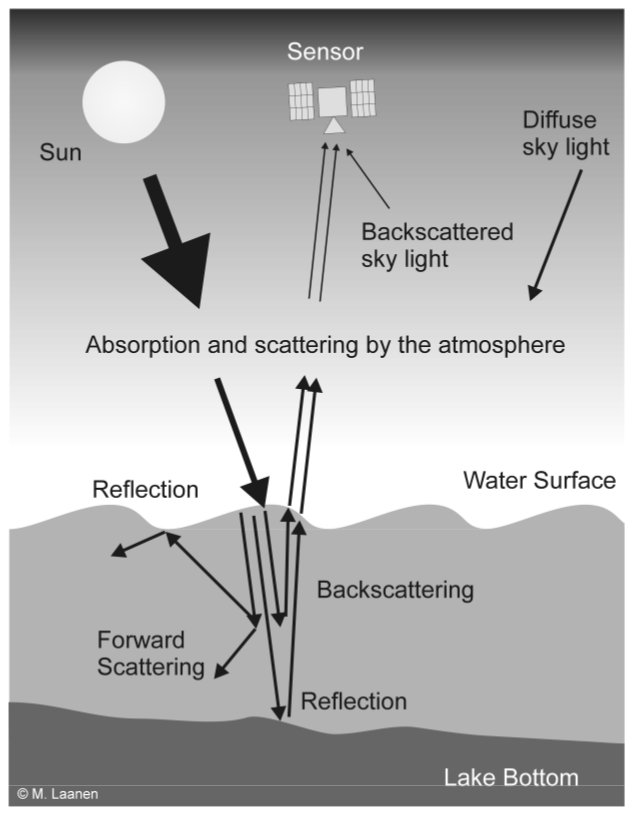 Sensor
Sun
Diffuse
sky light
Backscattered
sky light
Absorption and scattering by the atmosphere
Water Surface
Reflection
Backscattering
Forward
Scattering
Reflection
Lake Bottom
© M. Laanen